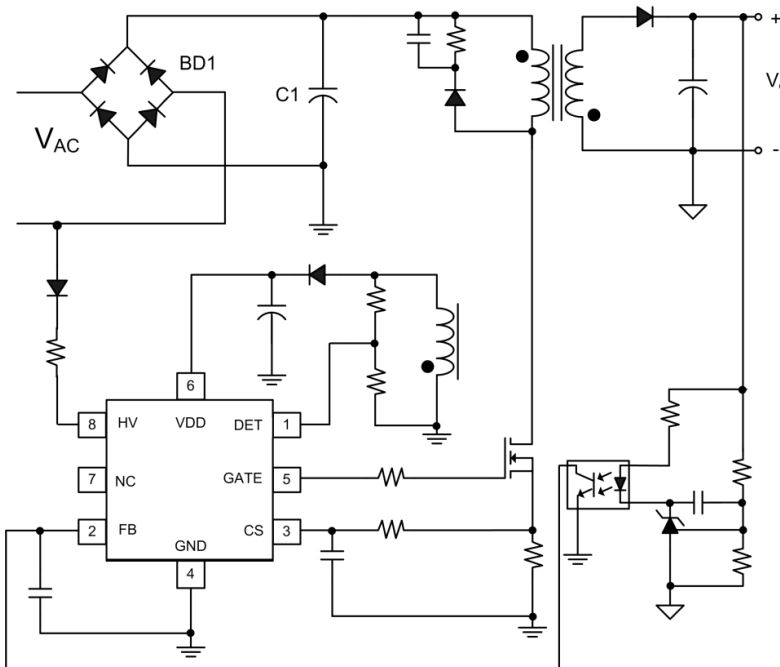 BD1
+
C1
V
VAC
-
6
8 HV VDD DET 1
7 NC GATE 5
2 FB CS 3
GND
4